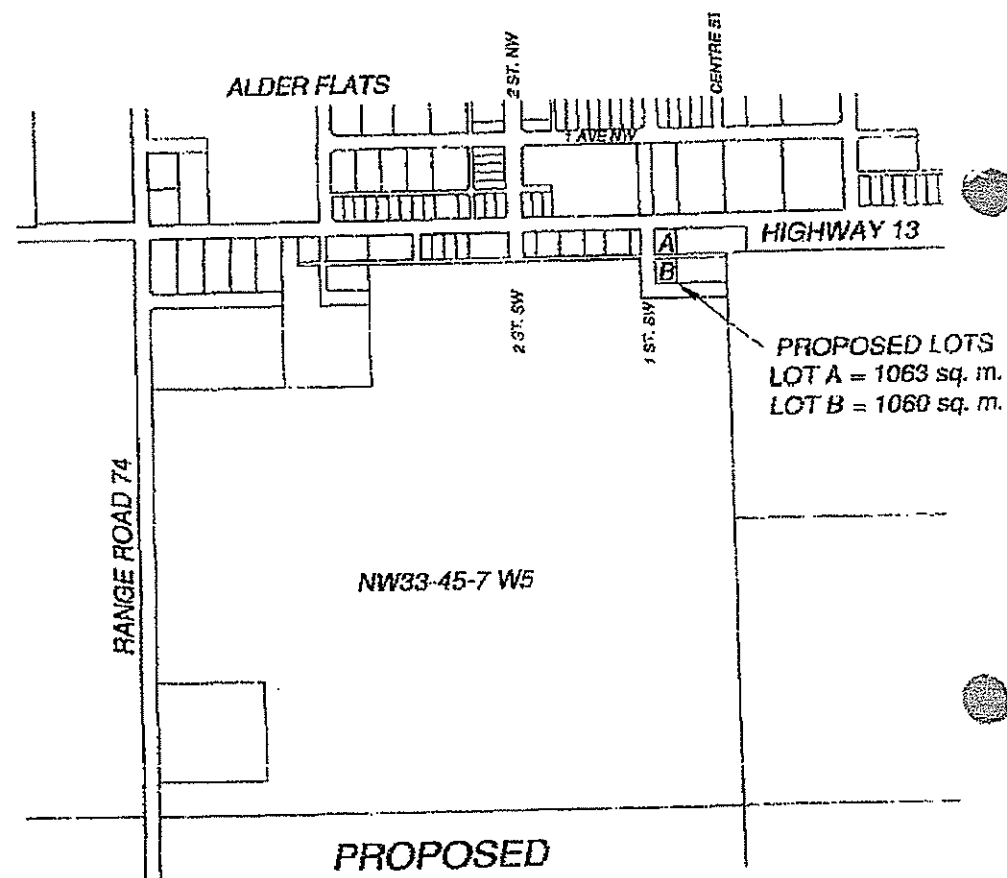 ALDER FLATS
2 ST. NW
CENTRE ST
1 AVE NW
HIGHWAY 13
A
B
2 ST. SW
1 ST. SW
PROPOSED LOTS
LOT A = 1063 sq. m.
LOT B = 1060 sq. m.
RANGE ROAD 74
NW33-45-7 W5
PROPOSED